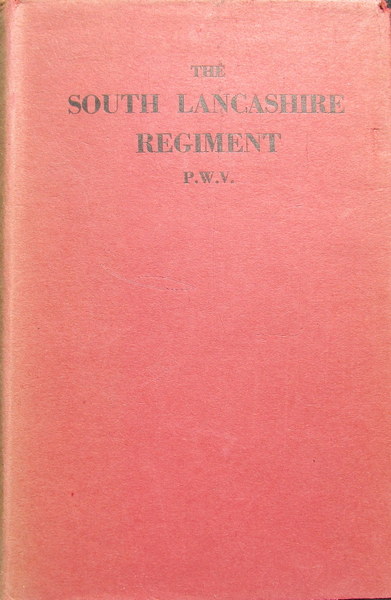 THE
SOUTH LANCASHIRE
REGIMENT
P.W.V.